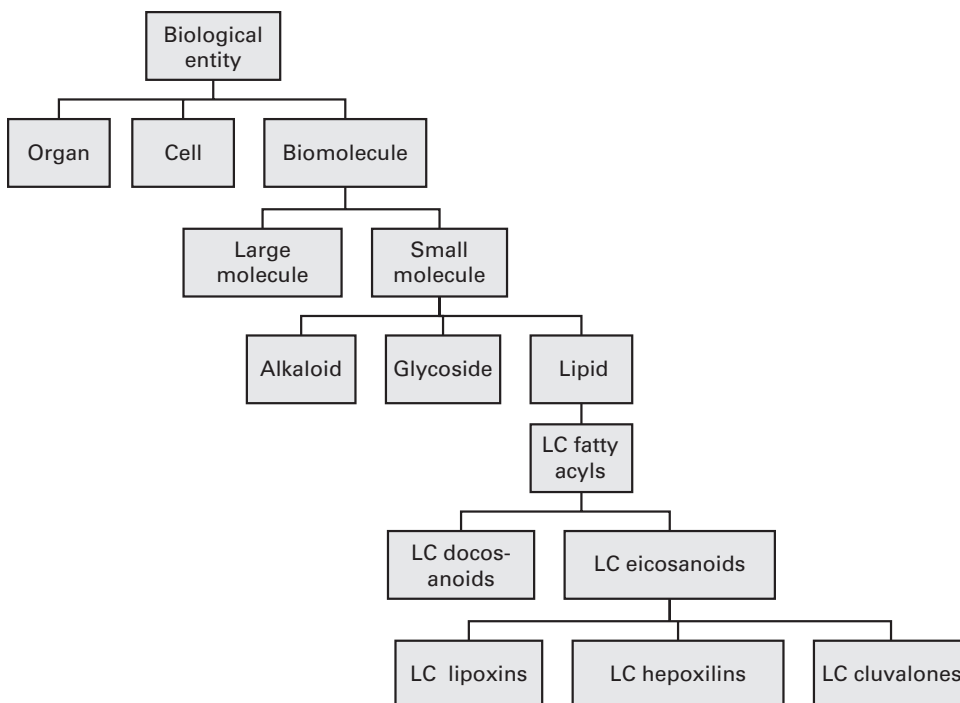 Biological
entity
Organ
Cell
Biomolecule
Large
molecule
Small
molecule
Alkaloid
Glycoside
Lipid
LC fatty
acyls
LC docos-
anoids
LC eicosanoids
LC lipoxins
LC hepoxilins
LC cluvalones